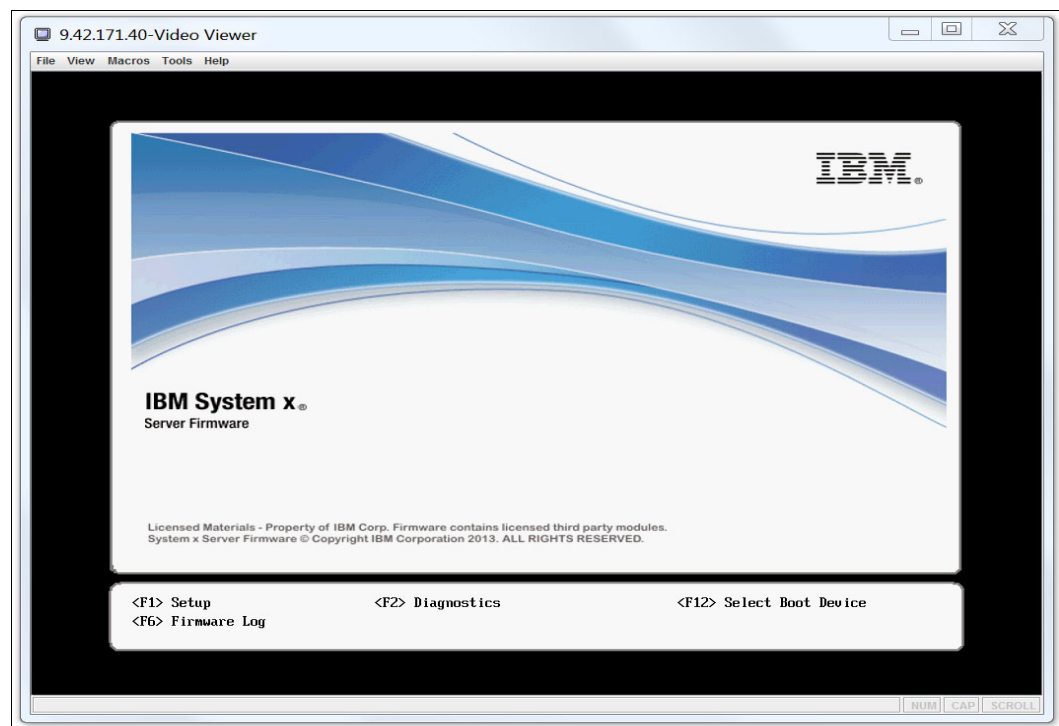 9.42.171.40-Video Viewer
File View Macros Tools Help
IBM®
IBM System x®
Server Firmware
Licensed Materials - Property of IBM Corp. Firmware contains licensed third party modules.
System x Server Firmware © Copyright IBM Corporation 2013. ALL RIGHTS RESERVED.
<F1> Setup <F2> Diagnostics <F12> Select Boot Device
<F6> Firmware Log
NUM CAP SCROLL